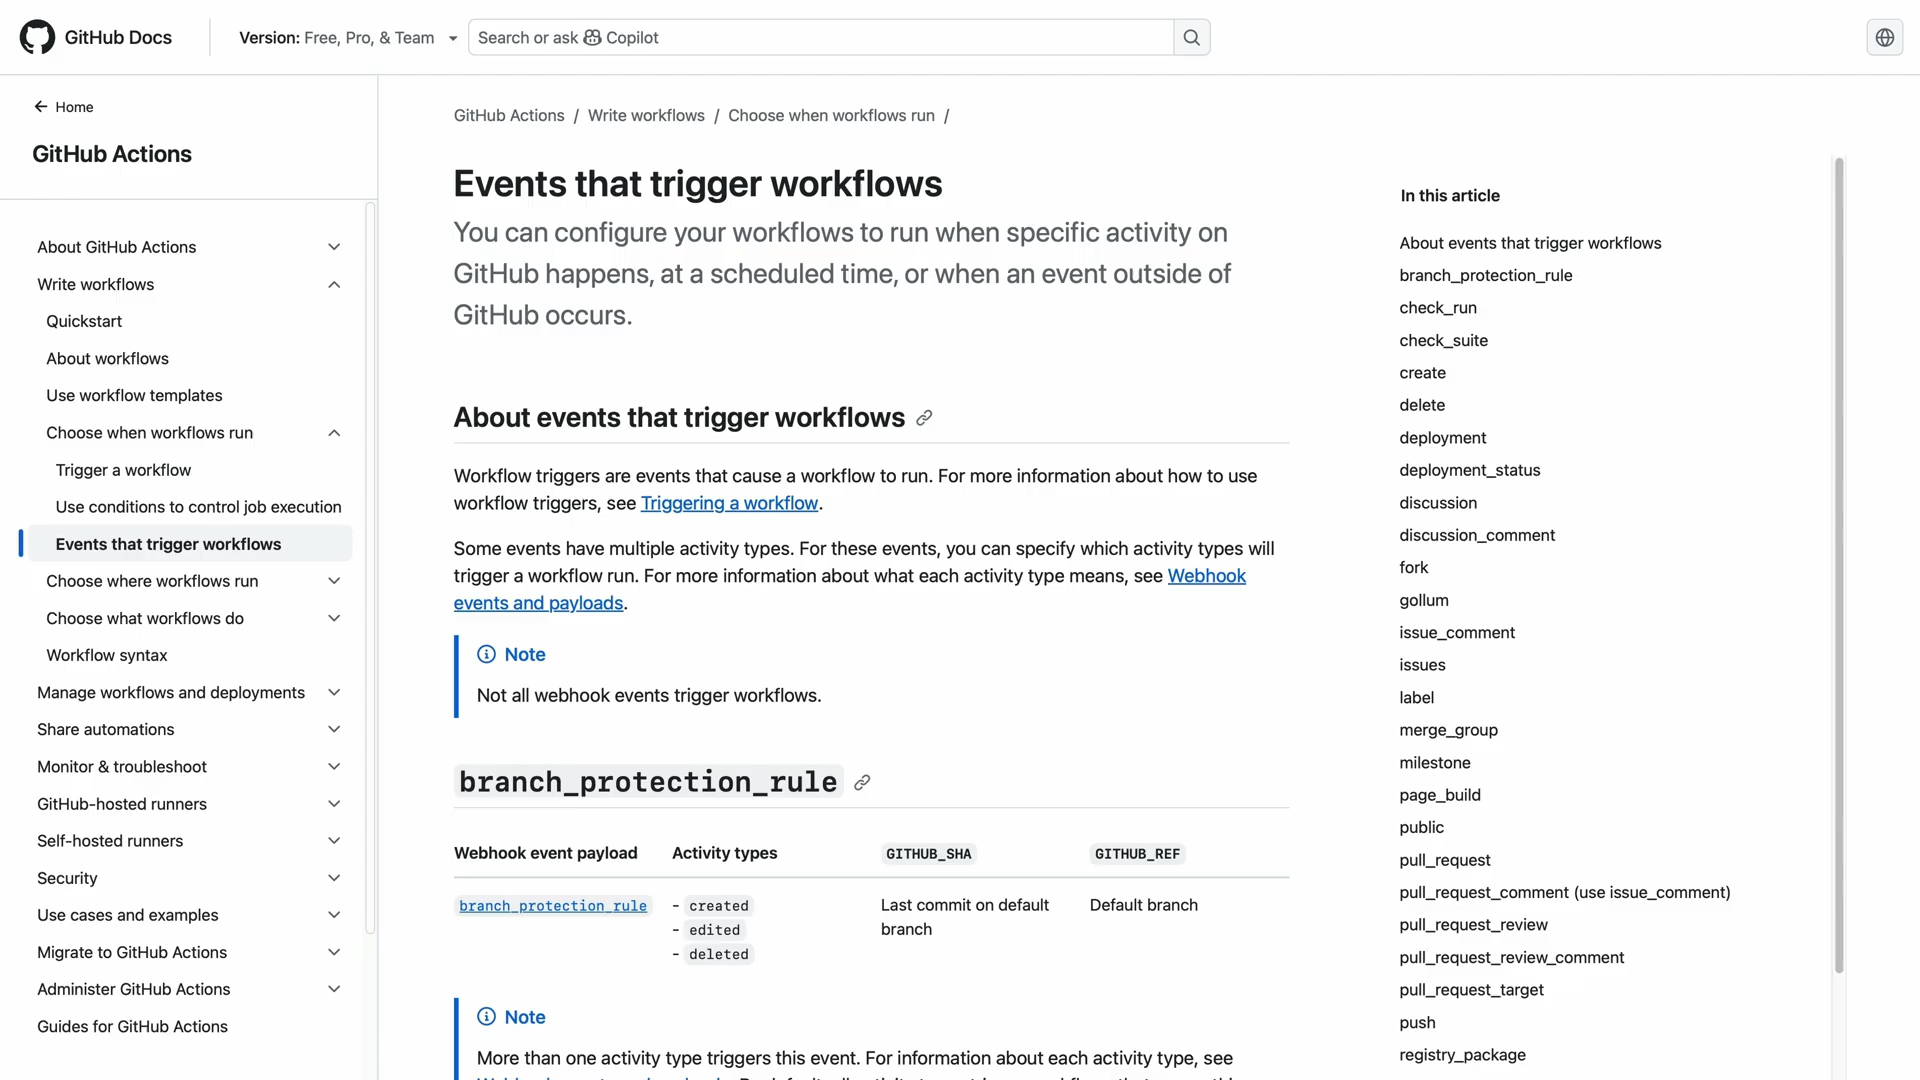 GitHub Docs
Version: Free, Pro, & Team
Search or ask Copilot
Home
GitHub Actions
About GitHub Actions
Write workflows
Quickstart
About workflows
Use workflow templates
Choose when workflows run
Trigger a workflow
Use conditions to control job execution
Events that trigger workflows
Choose where workflows run
Choose what workflows do
Workflow syntax
Manage workflows and deployments
Share automations
Monitor & troubleshoot
GitHub-hosted runners
Self-hosted runners
Security
Use cases and examples
Migrate to GitHub Actions
Administer GitHub Actions
Guides for GitHub Actions
GitHub Actions / Write workflows / Choose when workflows run /
Events that trigger workflows
You can configure your workflows to run when specific activity on
GitHub happens, at a scheduled time, or when an event outside of
GitHub occurs.
About events that trigger workflows
Workflow triggers are events that cause a workflow to run. For more information about how to use
workflow triggers, see Triggering a workflow.
Some events have multiple activity types. For these events, you can specify which activity types will
trigger a workflow run. For more information about what each activity type means, see Webhook
events and payloads.
Note
Not all webhook events trigger workflows.
branch_protection_rule
Webhook event payload Activity types GITHUB_SHA GITHUB_REF
branch_protection_rule - created Last commit on default Default branch
- edited branch
- deleted
Note
More than one activity type triggers this event. For information about each activity type, see
In this article
About events that trigger workflows
branch_protection_rule
check_run
check_suite
create
delete
deployment
deployment_status
discussion
discussion_comment
fork
gollum
issue_comment
issues
label
merge_group
milestone
page_build
public
pull_request
pull_request_comment (use issue_comment)
pull_request_review
pull_request_review_comment
pull_request_target
push
registry_package